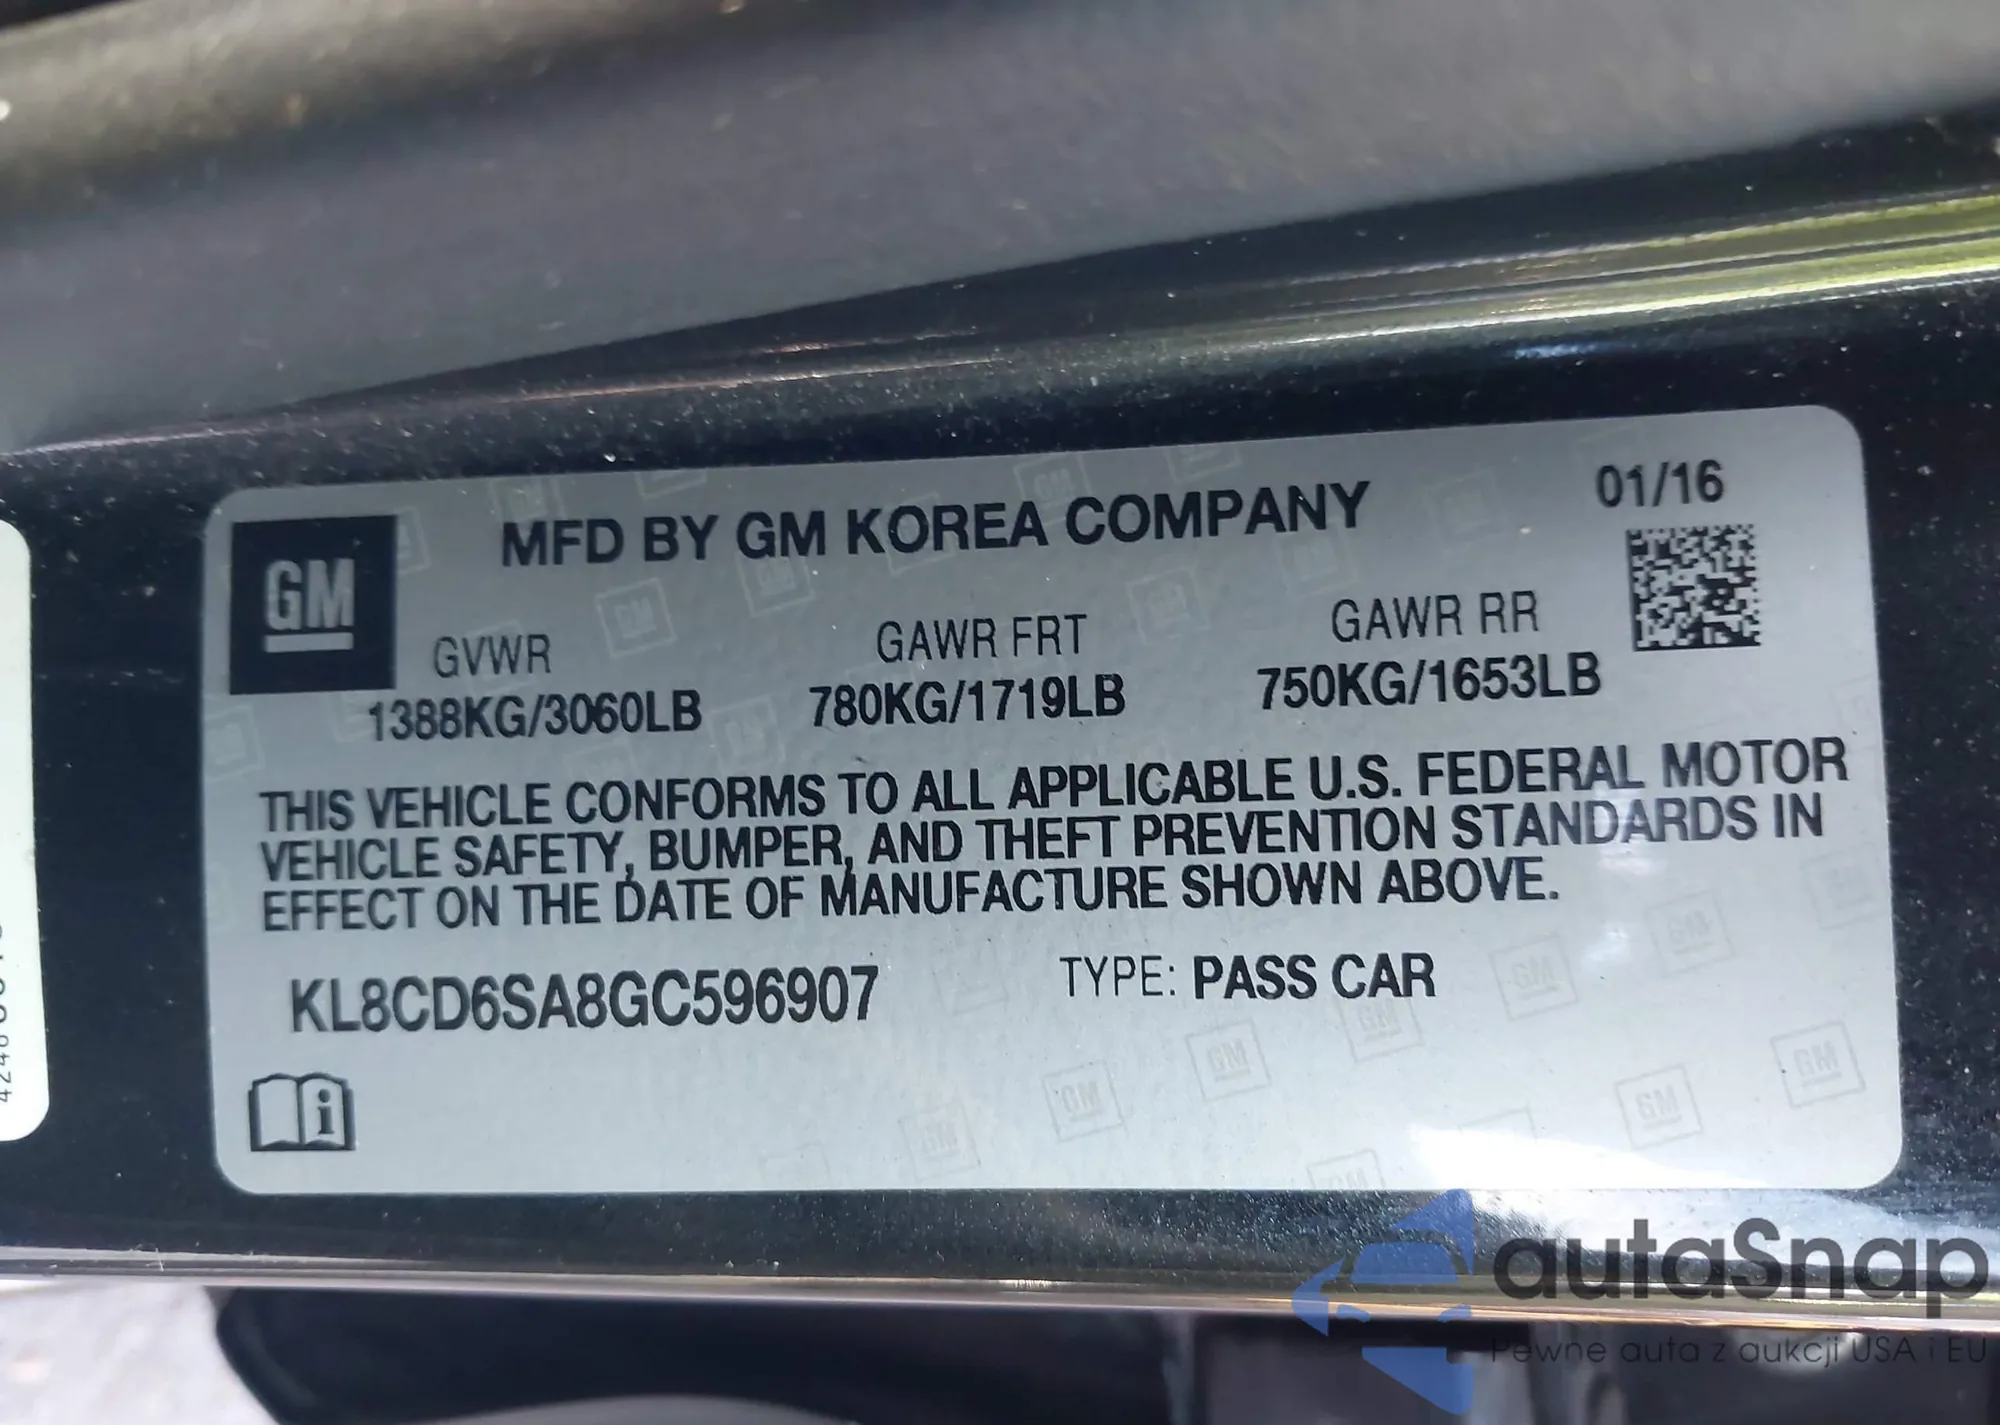 MFD BY GM KOREA COMPANY
01/16
GM
GVWR
GAWR FRT
GAWR RR
1388KG/3060LB
780KG/1719LB
750KG/1653LB
THIS VEHICLE CONFORMS TO ALL APPLICABLE U.S. FEDERAL MOTOR
VEHICLE SAFETY, BUMPER, AND THEFT PREVENTION STANDARDS IN
EFFECT ON THE DATE OF MANUFACTURE SHOWN ABOVE.
KL8CD6SA8GC596907
TYPE: PASS CAR
autaSnap
Pewne auta z aukcji USA i EU